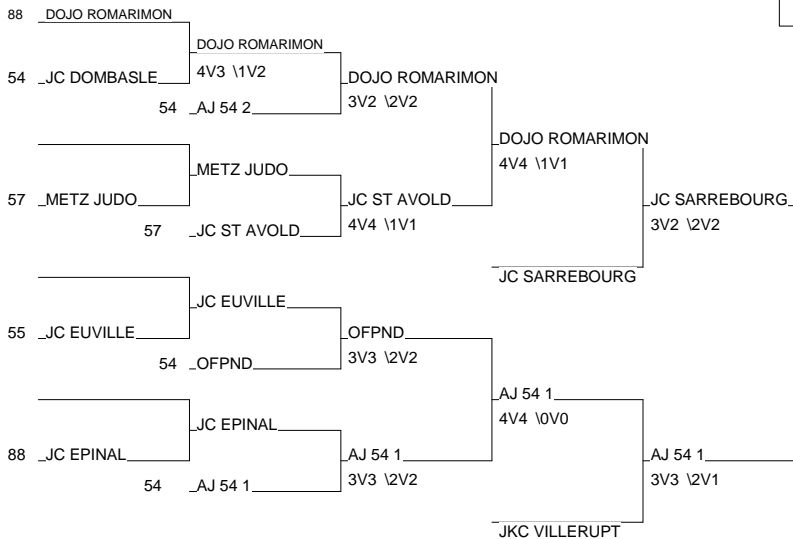 88 DOJO ROMARIMON
DOJO ROMARIMON
54 JC DOMBASLE
4V3 \1V2
DOJO ROMARIMON
54 AJ 54 2
3V2 \2V2
DOJO ROMARIMON
4V4 \1V1
METZ JUDO
57 METZ JUDO
JC ST AVOLD
JC SARREBOURG
57 JC ST AVOLD
4V4 \1V1
3V2 \2V2
JC SARREBOURG
JC EUVILLE
55 JC EUVILLE
OFPND
54 OFPND
3V3 \2V2
AJ 54 1
4V4 \0V0
JC EPINAL
88 JC EPINAL
AJ 54 1
AJ 54 1
54 AJ 54 1
3V3 \2V2
3V3 \2V1
JKC VILLERUPT